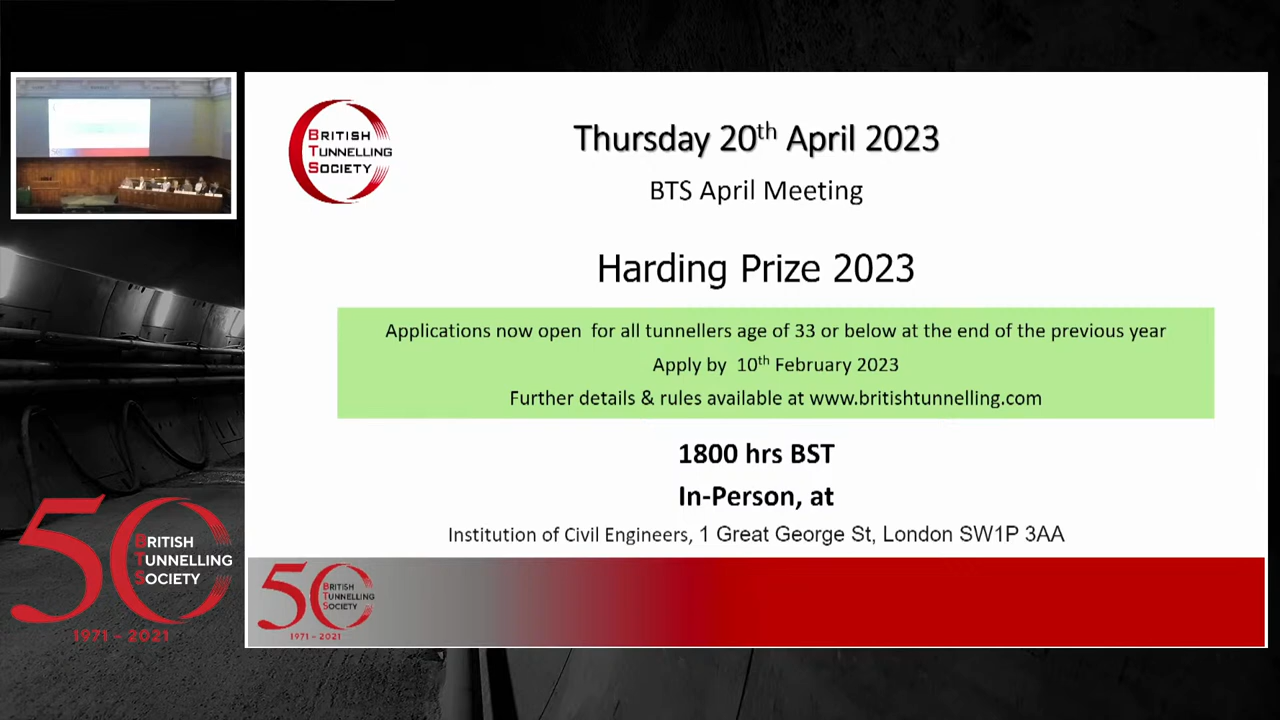 BRITISH
TUNNELLING
SOCIETY
Thursday 20th April 2023
BTS April Meeting
Harding Prize 2023
Applications now open for all tunnellers age of 33 or below at the end of the previous year
Apply by 10th February 2023
Further details & rules available at www.britishtunnelling.com
1800 hrs BST
In-Person, at
Institution of Civil Engineers, 1 Great George St, London SW1P 3AA
50
BRITISH
TUNNELLING
SOCIETY
1971 - 2021
50
BRITISH
TUNNELLING
SOCIETY
1971 - 2021